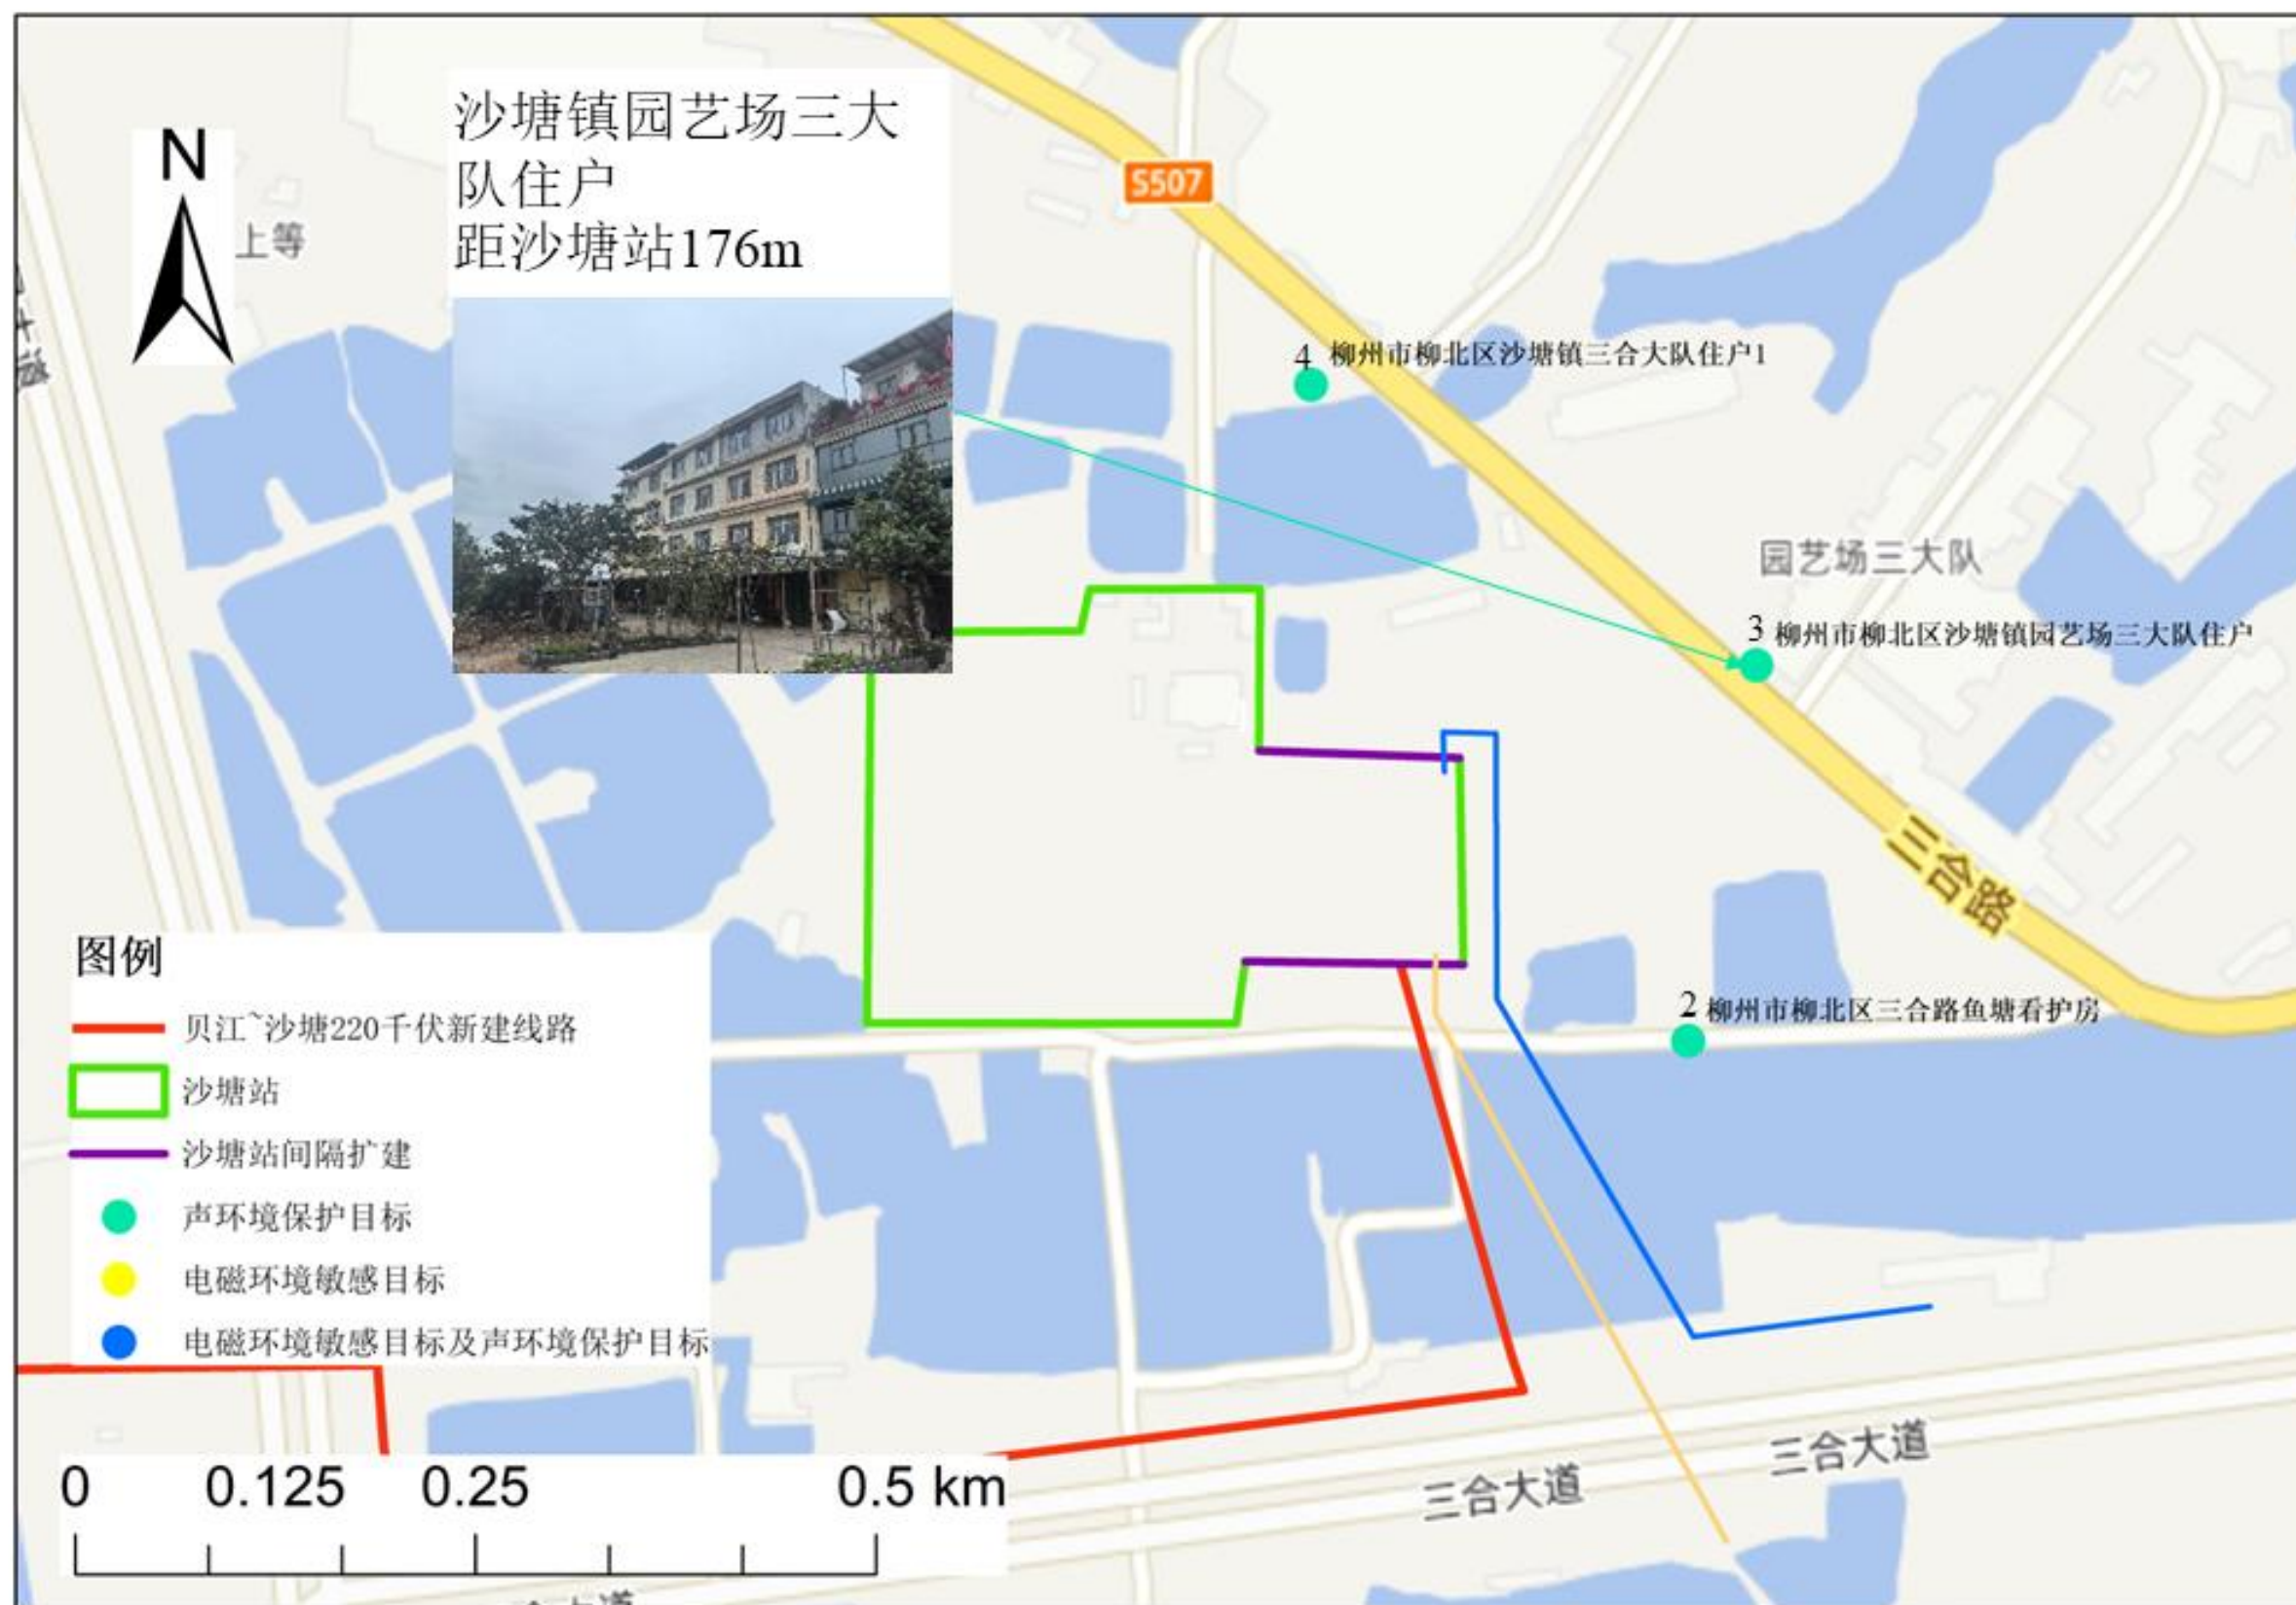 沙塘镇园艺场三大
队住户
距沙塘站176m
N
上等
S507
4 柳州市柳北区沙塘镇三合大队住户1
园艺场三大队
3 柳州市柳北区沙塘镇园艺场三大队住户
三合路
2 柳州市柳北区三合路鱼塘看护房
图例
贝江~沙塘220千伏新建线路
沙塘站
沙塘站间隔扩建
声环境保护目标
电磁环境敏感目标
电磁环境敏感目标及声环境保护目标
三合大道
三合大道
0 0.125 0.25 0.5 km